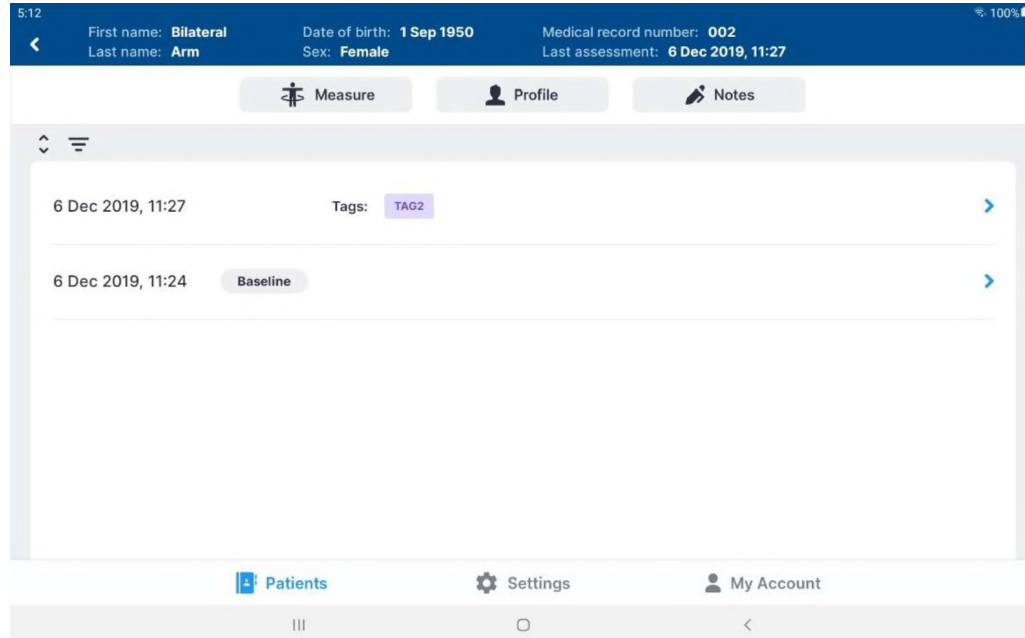 5:12
100%
First name: Bilateral Date of birth: 1 Sep 1950 Medical record number: 002
Last name: Arm Sex: Female Last assessment: 6 Dec 2019, 11:27
Measure Profile Notes
6 Dec 2019, 11:27 Tags: TAG2
6 Dec 2019, 11:24 Baseline
Patients Settings My Account